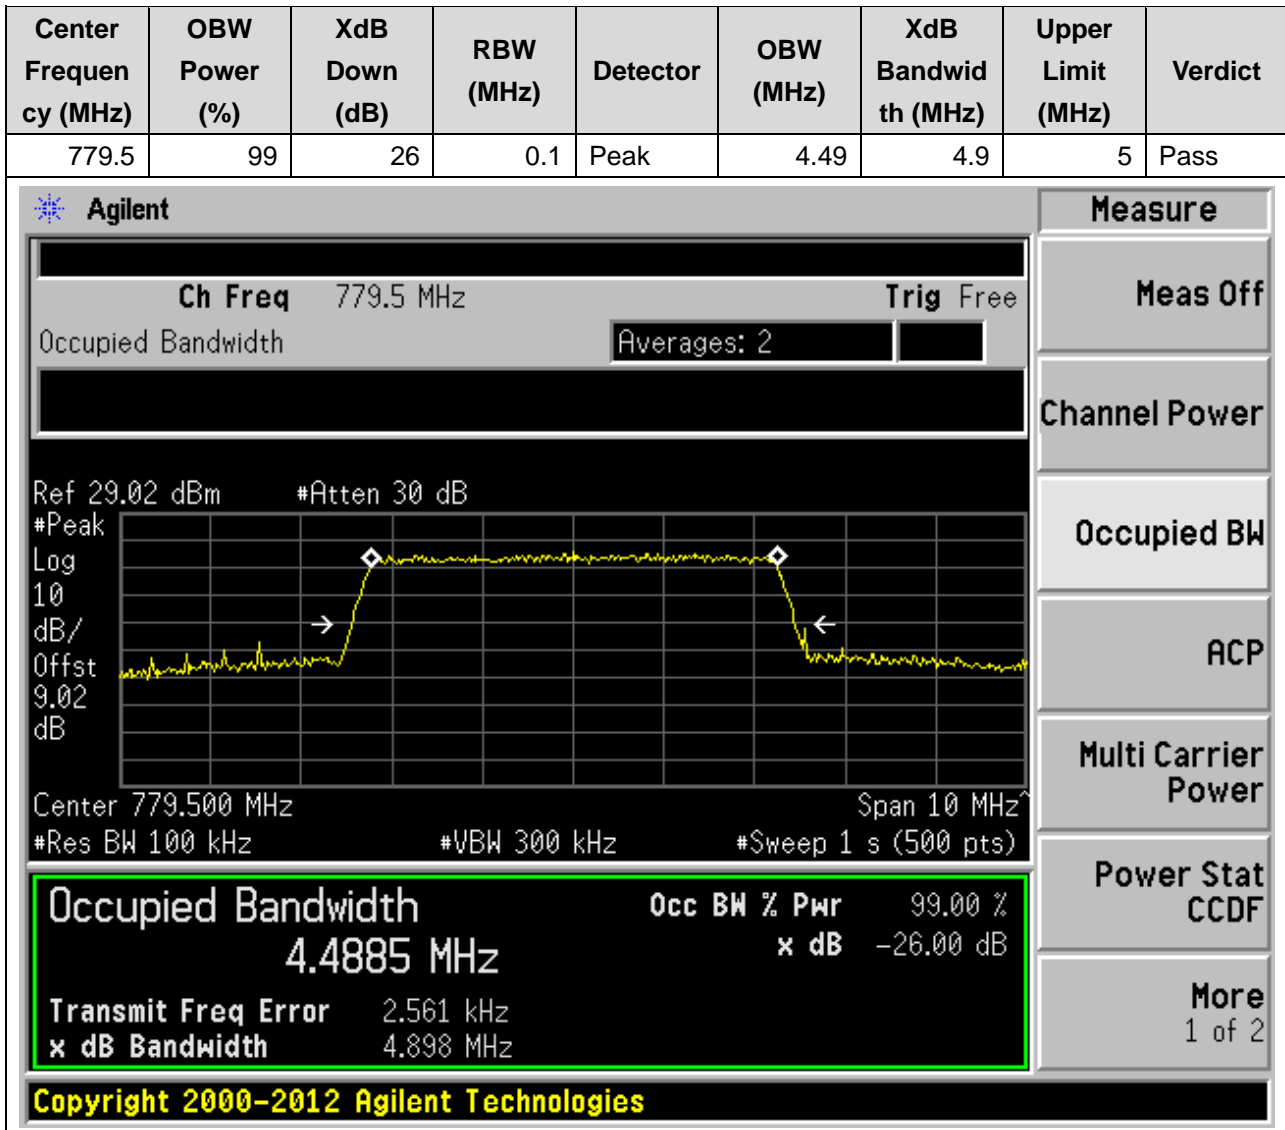 Center Frequen cy (MHz) | OBW Power (%) | XdB Down (dB) | RBW (MHz) | Detector | OBW (MHz) | XdB Bandwid th (MHz) | Upper Limit (MHz) | Verdict
779.5 | 99 | 26 | 0.1 | Peak | 4.49 | 4.9 | 5 | Pass
Agilent
Measure
Ch Freq 779.5 MHz Trig Free
Occupied Bandwidth Averages: 2
Ref 29.02 dBm #Atten 30 dB
#Peak
Log
10
dB/
Offst
9.02
dB
Center 779.500 MHz Span 10 MHz^
#Res BW 100 kHz #VBW 300 kHz #Sweep 1 s (500 pts)
Occupied Bandwidth
4.4885 MHz
Occ BW % Pwr 99.00 %
x dB -26.00 dB
Transmit Freq Error 2.561 kHz
x dB Bandwidth 4.898 MHz
Meas Off
Channel Power
Occupied BW
ACP
Multi Carrier
Power
Power Stat
CCDF
More
1 of 2
Copyright 2000-2012 Agilent Technologies